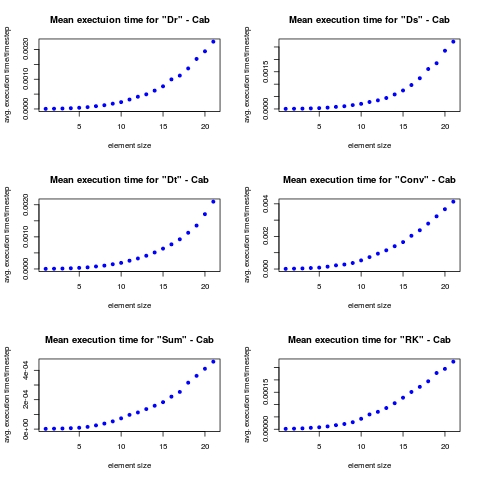 Mean exectuion time for "Dr" - Cab
avg. execution time/timestep
0.0000 0.0010 0.0020
5 10 15 20
element size
Mean execution time for "Ds" - Cab
avg. execution time/timestep
0.0000 0.0015
5 10 15 20
element size
Mean execution time for "Dt" - Cab
avg. execution time/timestep
0.0000 0.0010 0.0020
5 10 15 20
element size
Mean execution time for "Conv" - Cab
avg. execution time/timestep
0.000 0.002 0.004
5 10 15 20
element size
Mean execution time for "Sum" - Cab
avg. execution time/timestep
0e+00 2e-04 4e-04
5 10 15 20
element size
Mean execution time for "RK" - Cab
avg. execution time/timestep
0.00000 0.00015
5 10 15 20
element size